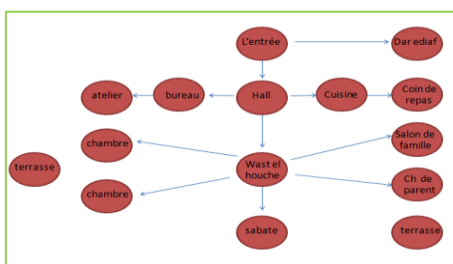 L'entrée
Dar ediaf
atelier
bureau
Hall
Cuisine
Coin de
repas
chambre
Salon de
famille
terrasse
Wast el
houche
chambre
Ch de
parent
sabate
terrasse